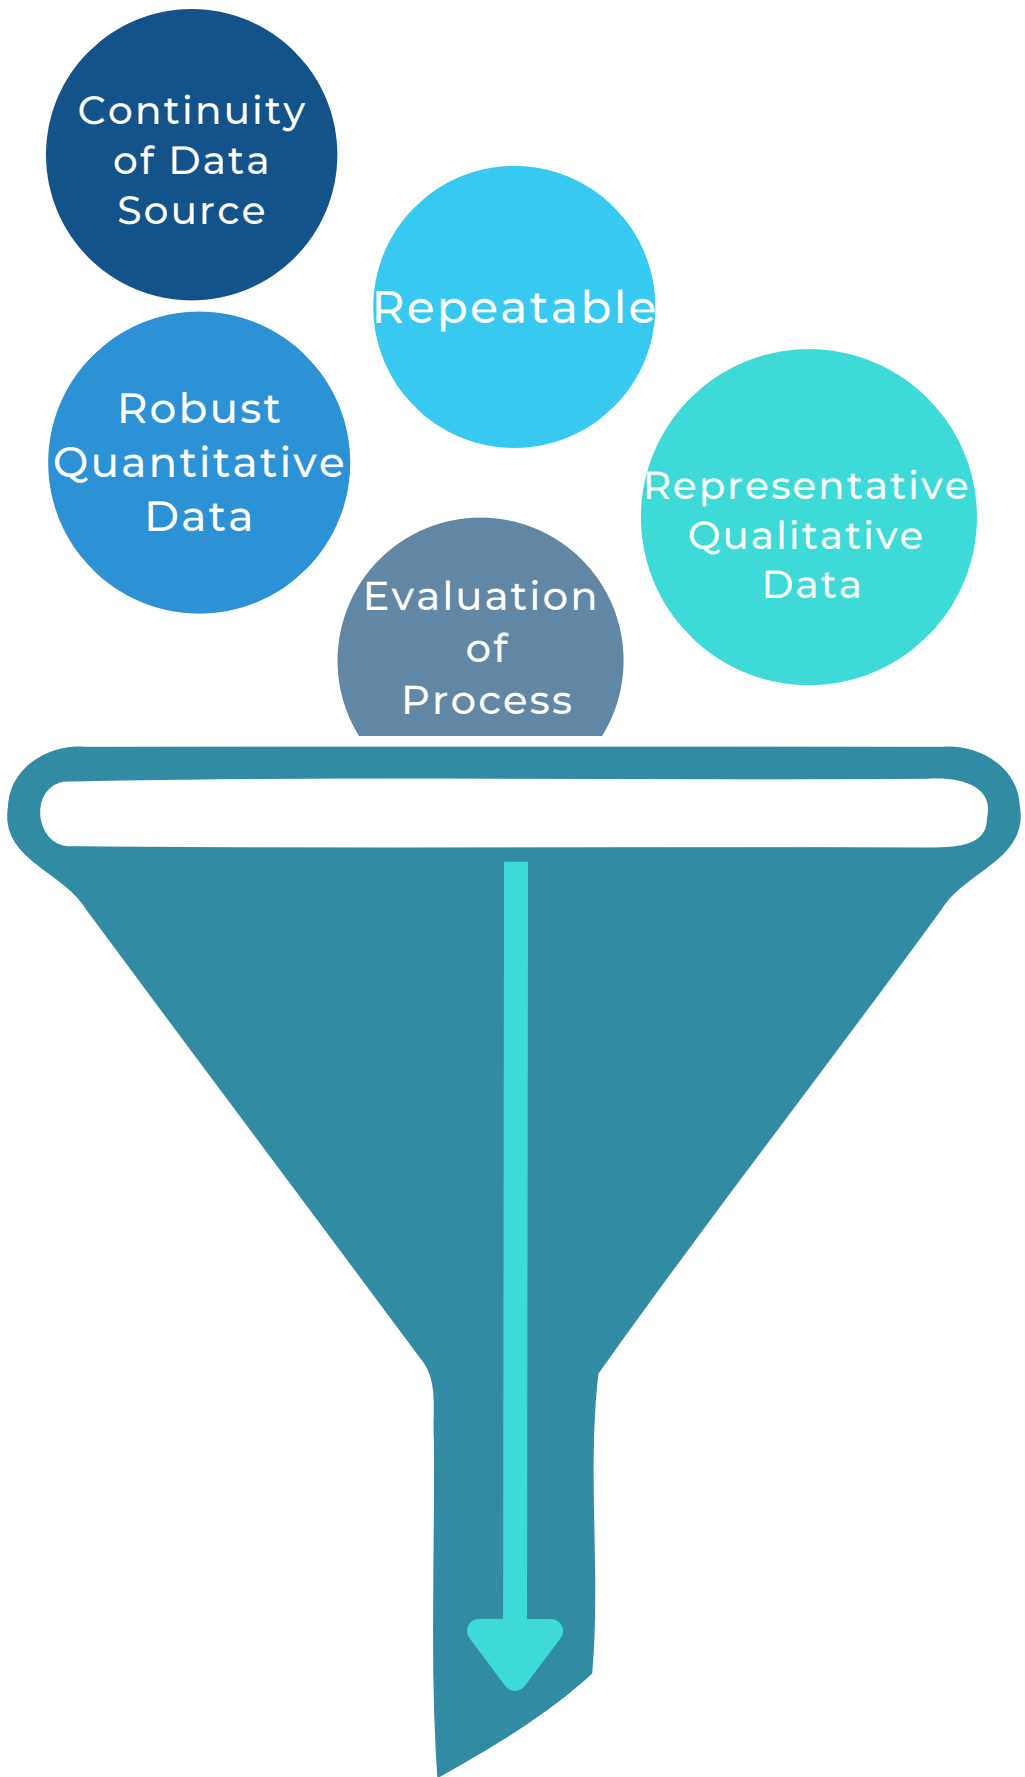 Continuity
of Data
Source
Repeatable
Robust
Quantitative
Data
Representative
Qualitative
Data
Evaluation
of
Process